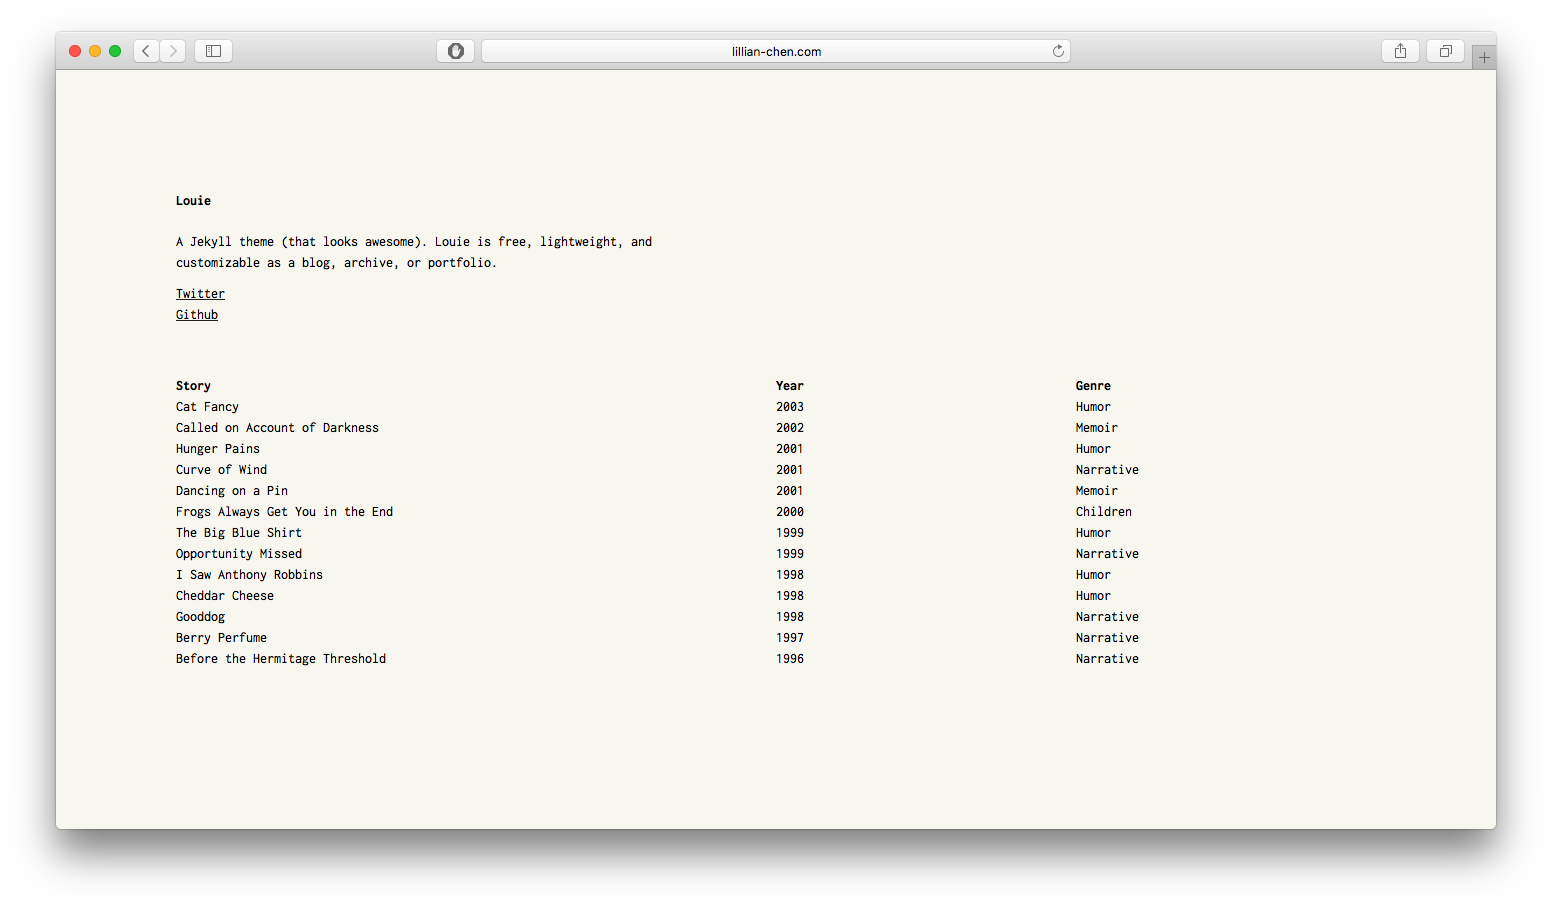 lillian-chen.com
Louie
A Jekyll theme (that looks awesome). Louie is free, lightweight, and
customizable as a blog, archive, or portfolio.
Twitter
Github
Story Year Genre
Cat Fancy 2003 Humor
Called on Account of Darkness 2002 Memoir
Hunger Pains 2001 Humor
Curve of Wind 2001 Narrative
Dancing on a Pin 2001 Memoir
Frogs Always Get You in the End 2000 Children
The Big Blue Shirt 1999 Humor
Opportunity Missed 1999 Narrative
I Saw Anthony Robbins 1998 Humor
Cheddar Cheese 1998 Humor
Gooddog 1998 Narrative
Berry Perfume 1997 Narrative
Before the Hermitage Threshold 1996 Narrative